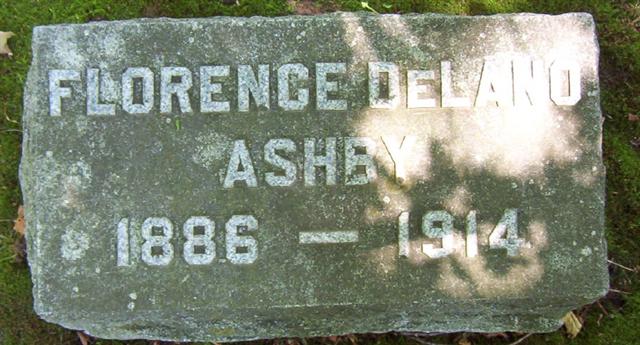 FLORENCE DeLANO
ASHBY
1886 — 1914